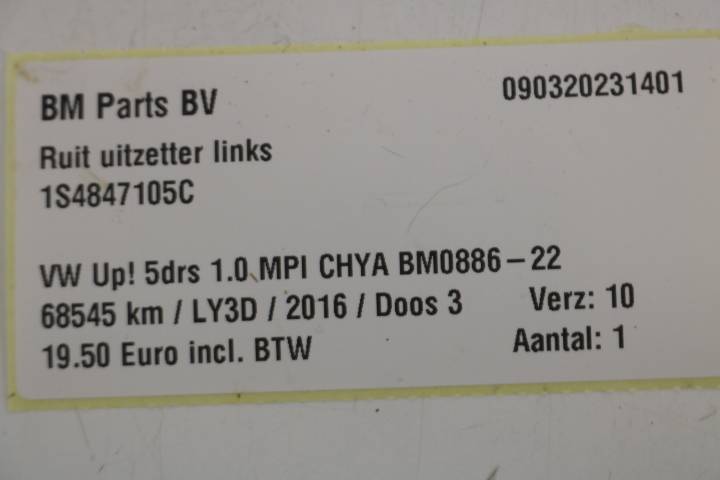 BM Parts BV 090320231401
Ruit uitzetter links
1S4847105C
VW Up! 5drs 1.0 MPI CHYA BM0886-22
68545 km / LY3D / 2016 / Doos 3 Verz: 10
19.50 Euro incl. BTW Aantal: 1